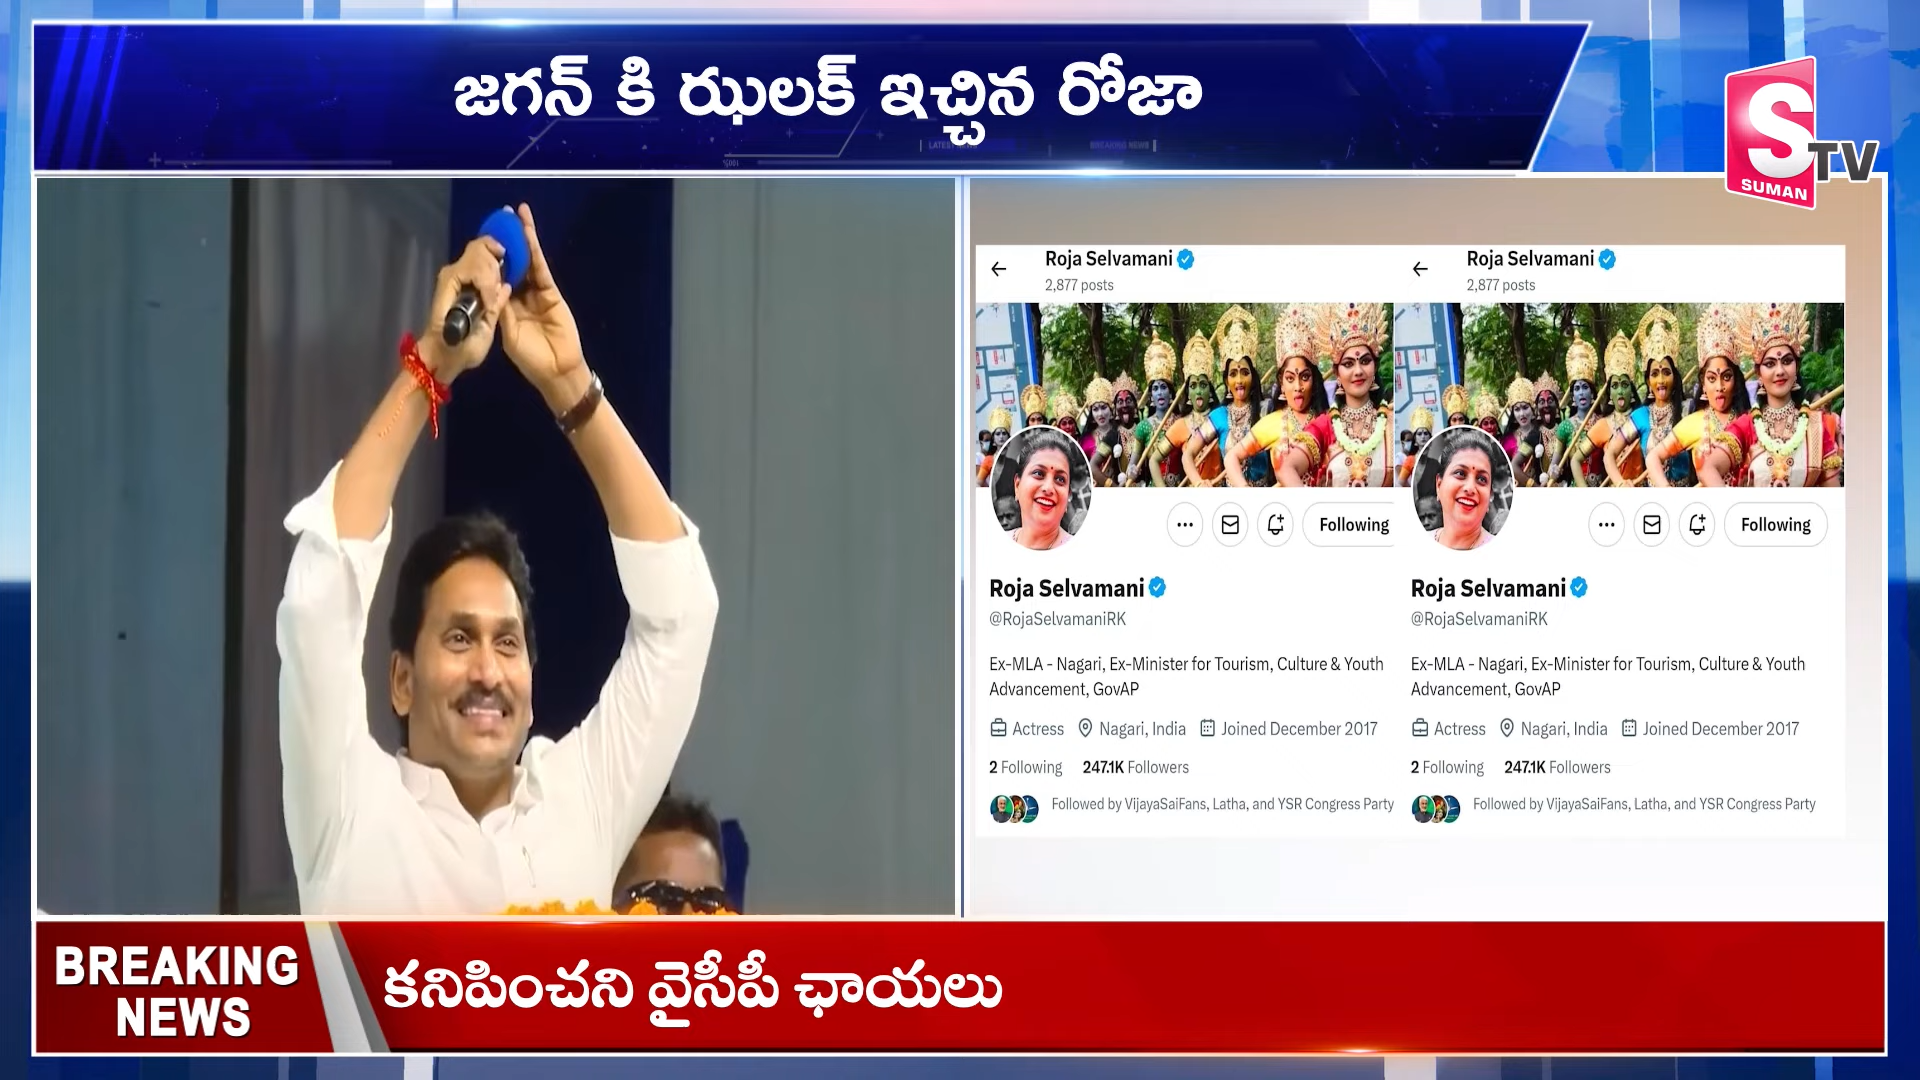 జగన్ కి ఝలక్ ఇచ్చిన రోజా
S TV
SUMAN
Roja Selvamani
2,877 posts
Following
Roja Selvamani
@RojaSelvamaniRK
Ex-MLA - Nagari, Ex-Minister for Tourism, Culture & Youth
Advancement, GovAP
Actress Nagari, India Joined December 2017
2 Following 247.1K Followers
Followed by VijayaSaiFans, Latha, and YSR Congress Party
Roja Selvamani
2,877 posts
Following
Roja Selvamani
@RojaSelvamaniRK
Ex-MLA - Nagari, Ex-Minister for Tourism, Culture & Youth
Advancement, GovAP
Actress Nagari, India Joined December 2017
2 Following 247.1K Followers
Followed by VijayaSaiFans, Latha, and YSR Congress Party
BREAKING
NEWS
కనిపించని వైసీపీ ఛాయలు